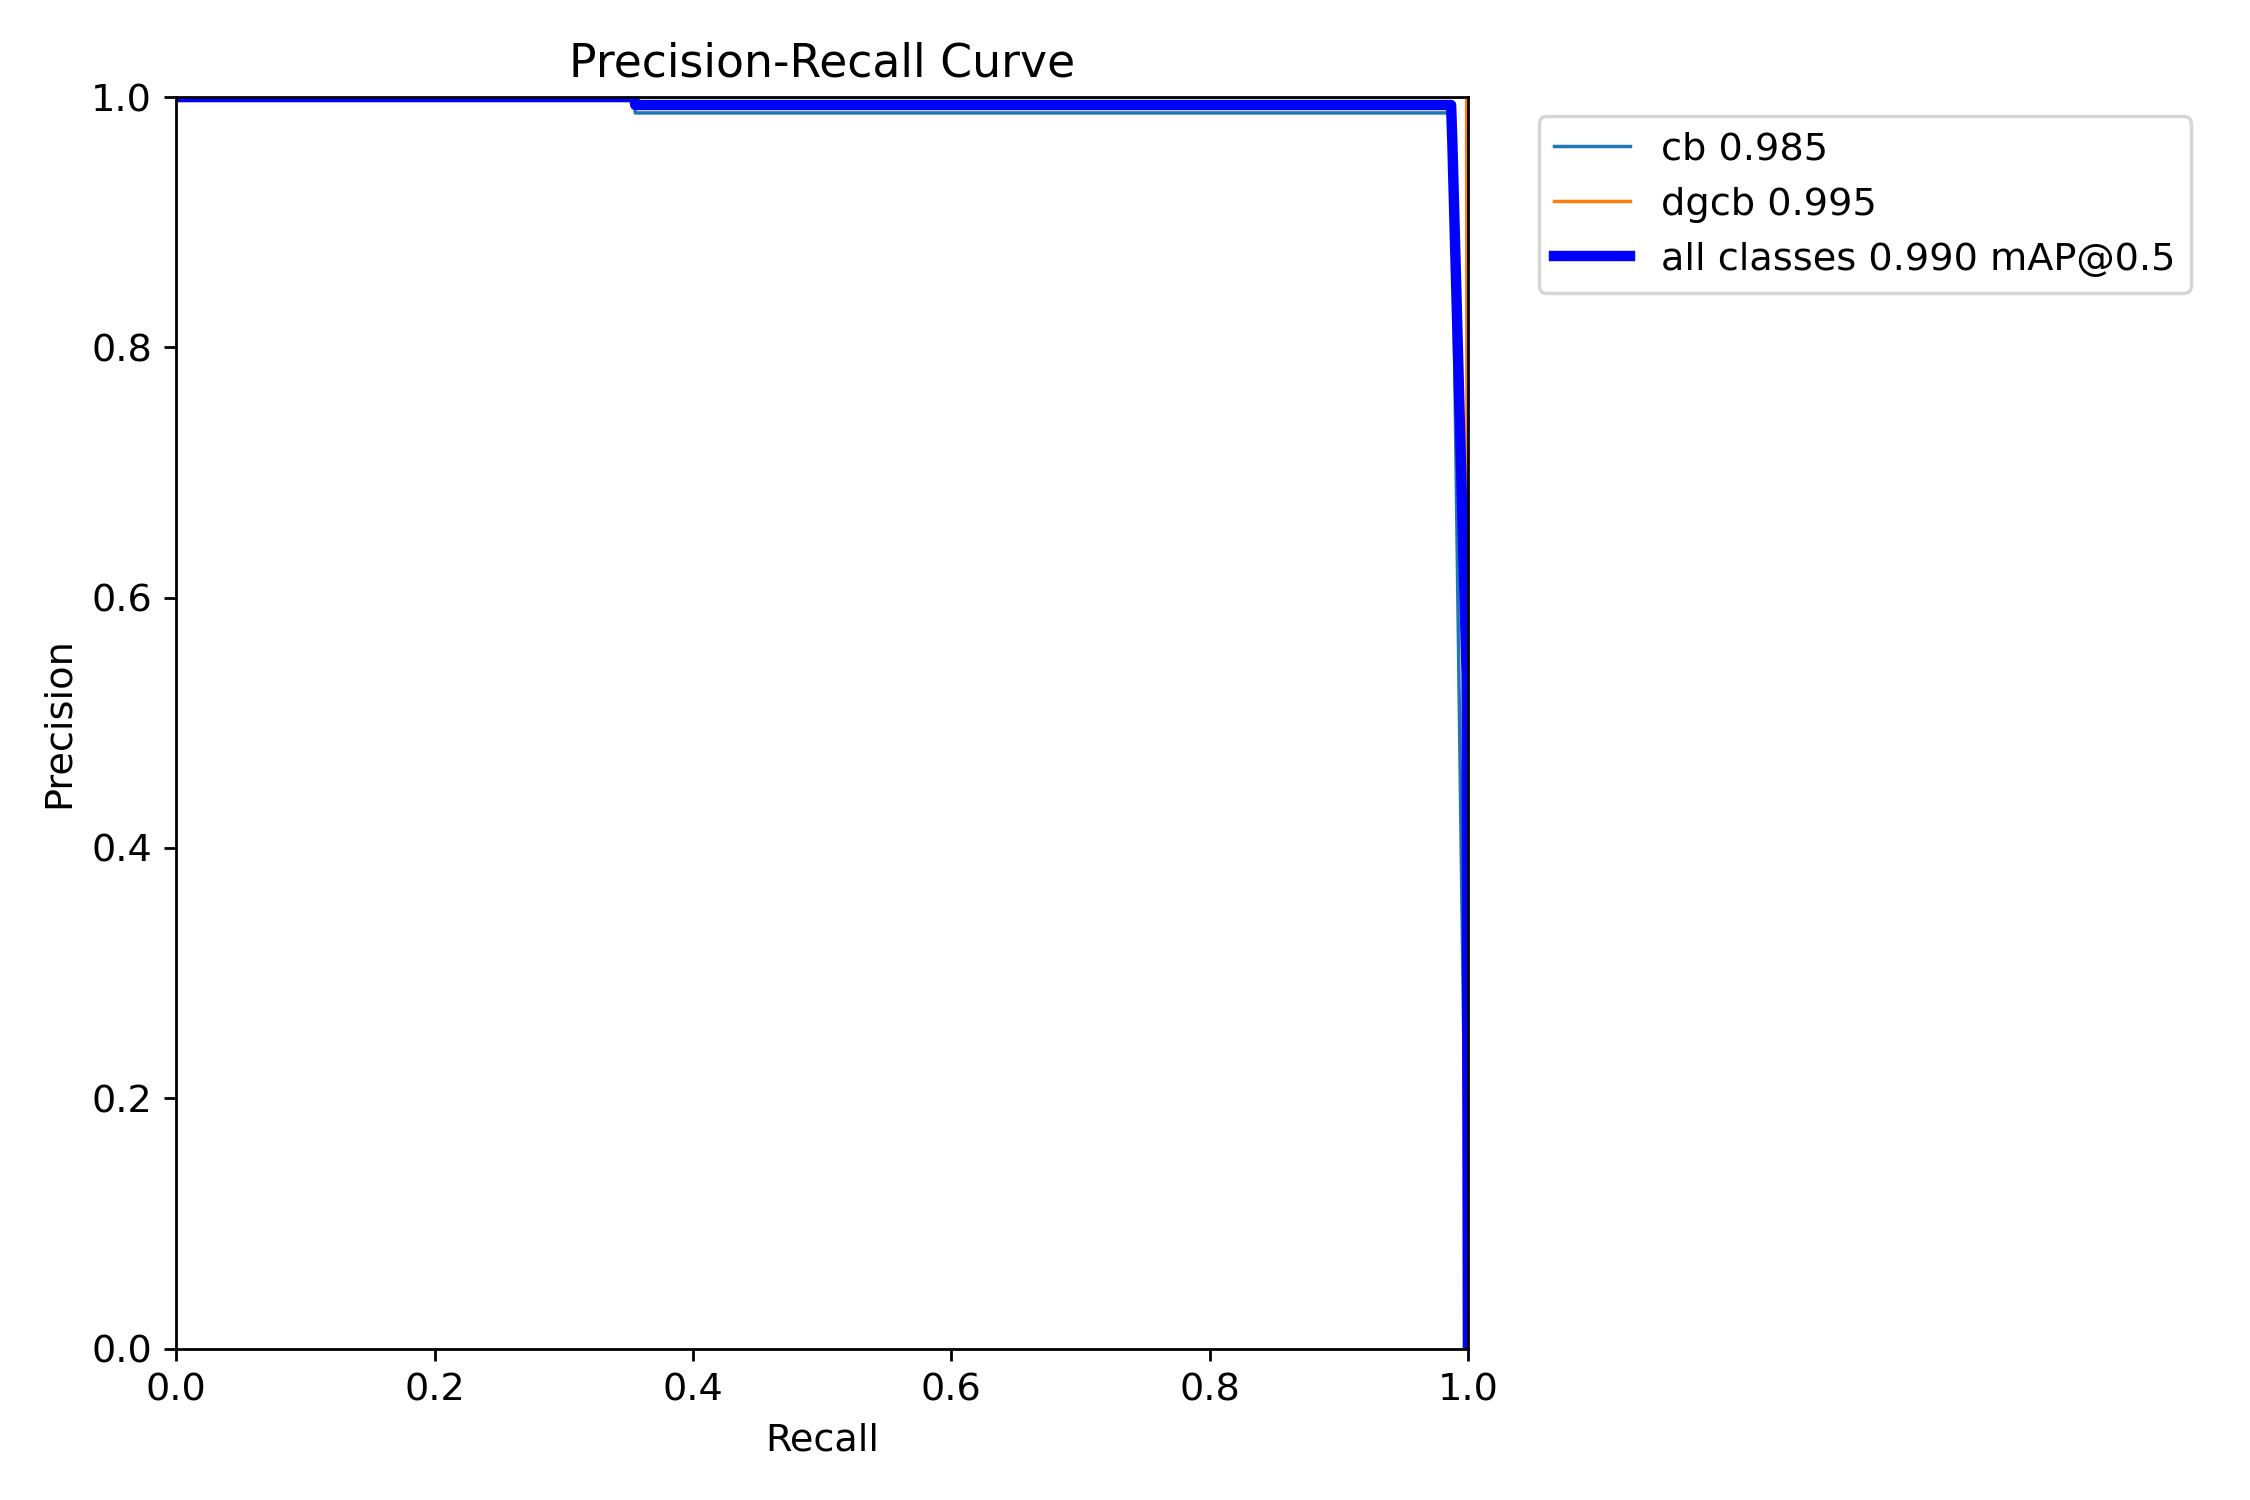 Precision-Recall Curve
1.0
0.8
0.6
0.4
0.2
0.0
Precision
0.0 0.2 0.4 0.6 0.8 1.0
Recall
cb 0.985
dgcb 0.995
all classes 0.990 mAP@0.5